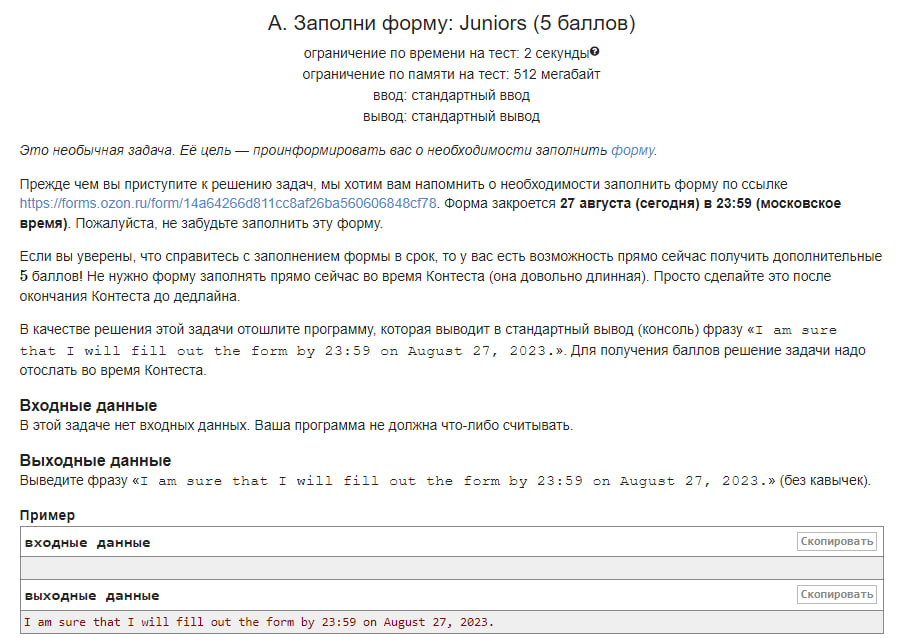 А. Заполни форму: Juniors (5 баллов)
ограничение по времени на тест: 2 секунды?
ограничение по памяти на тест: 512 мегабайт
ввод: стандартный ввод
вывод: стандартный вывод
Это необычная задача. Её цель — проинформировать вас о необходимости заполнить форму.
Прежде чем вы приступите к решению задач, мы хотим вам напомнить о необходимости заполнить форму по ссылке
https://forms.ozon.ru/form/14a64266d811cc8af26ba560606848cf78. Форма закроется 27 августа (сегодня) в 23:59 (московское
время). Пожалуйста, не забудьте заполнить эту форму.
Если вы уверены, что справитесь с заполнением формы в срок, то у вас есть возможность прямо сейчас получить дополнительные
5 баллов! Не нужно форму заполнять прямо сейчас во время Контеста (она довольно длинная). Просто сделайте это после
окончания Контеста до дедлайна.
В качестве решения этой задачи отошлите программу, которая выводит в стандартный вывод (консоль) фразу «I am sure
that I will fill out the form by 23:59 on August 27, 2023.». Для получения баллов решение задачи надо
отослать во время Контеста.
Входные данные
В этой задаче нет входных данных. Ваша программа не должна что-либо считывать.
Выходные данные
Выведите фразу «I am sure that I will fill out the form by 23:59 on August 27, 2023.» (без кавычек).
Пример
входные данные Скопировать
выходные данные Скопировать
I am sure that I will fill out the form by 23:59 on August 27, 2023.